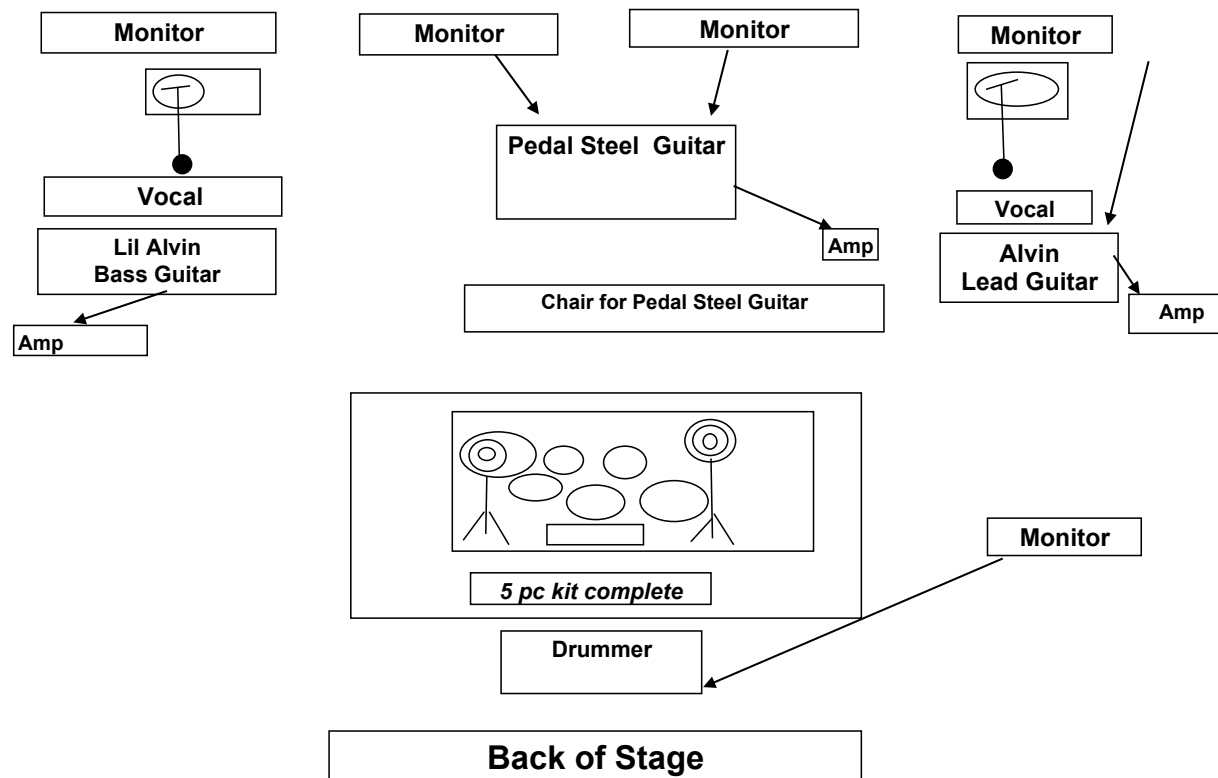 Monitor
Monitor
Monitor
Monitor
Pedal Steel Guitar
Vocal
Vocal
Lil Alvin
Bass Guitar
Amp
Alvin
Lead Guitar
Chair for Pedal Steel Guitar
Amp
Amp
Monitor
5 pc kit complete
Drummer
Back of Stage